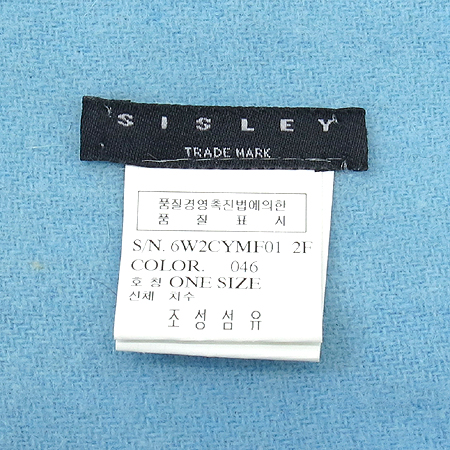 SISLEY
TRADE MARK
품질경영촉진법에의한
품 질 표 시
S/N. 6W2CYMF01 2F
COLOR. 046
호 칭 ONE SIZE
신체 치수
조성섬유